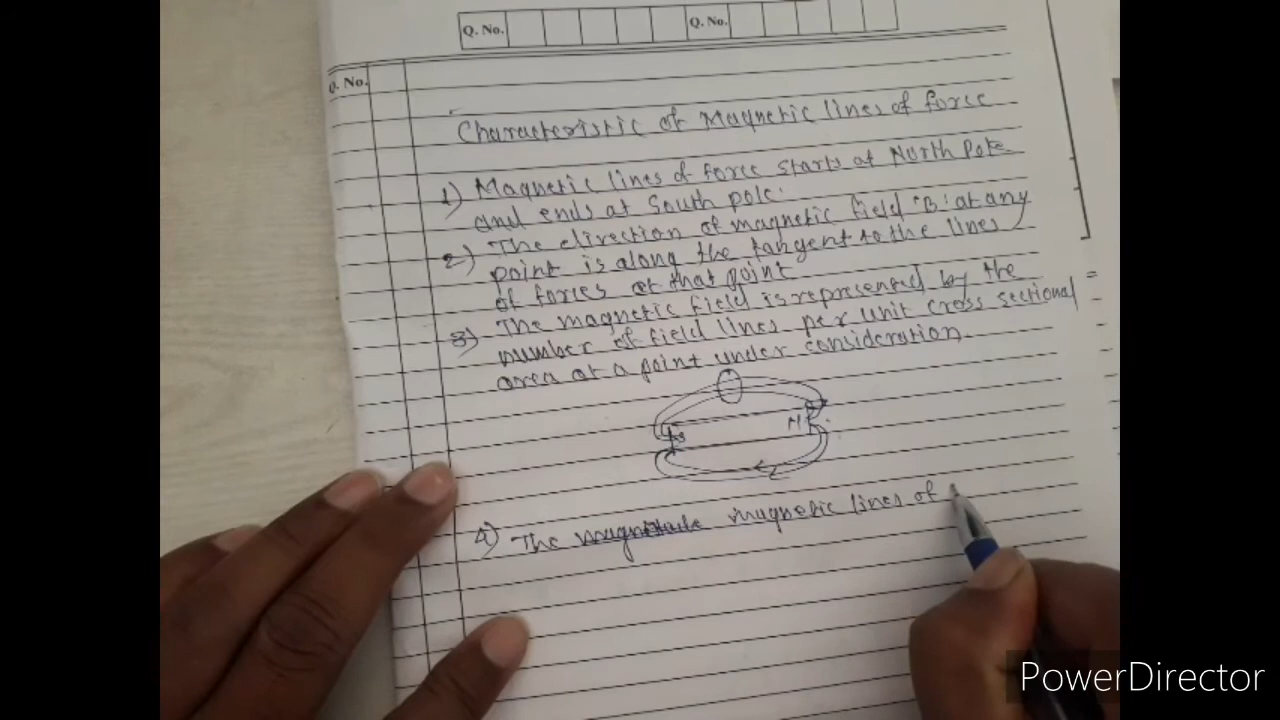 Q. No. Q. No.
Q. No.
Characteristic of Magnetic lines of force
1) Magnetic lines of force starts at North Pole
and ends at South pole.
2) The direction of magnetic field 'B' at any
point is along the tangent to the lines
of forces at that point
3) The magnetic field is represented by the
number of field lines per unit cross sectional
area at a point under consideration
S N
4) The magnetic lines of
PowerDirector